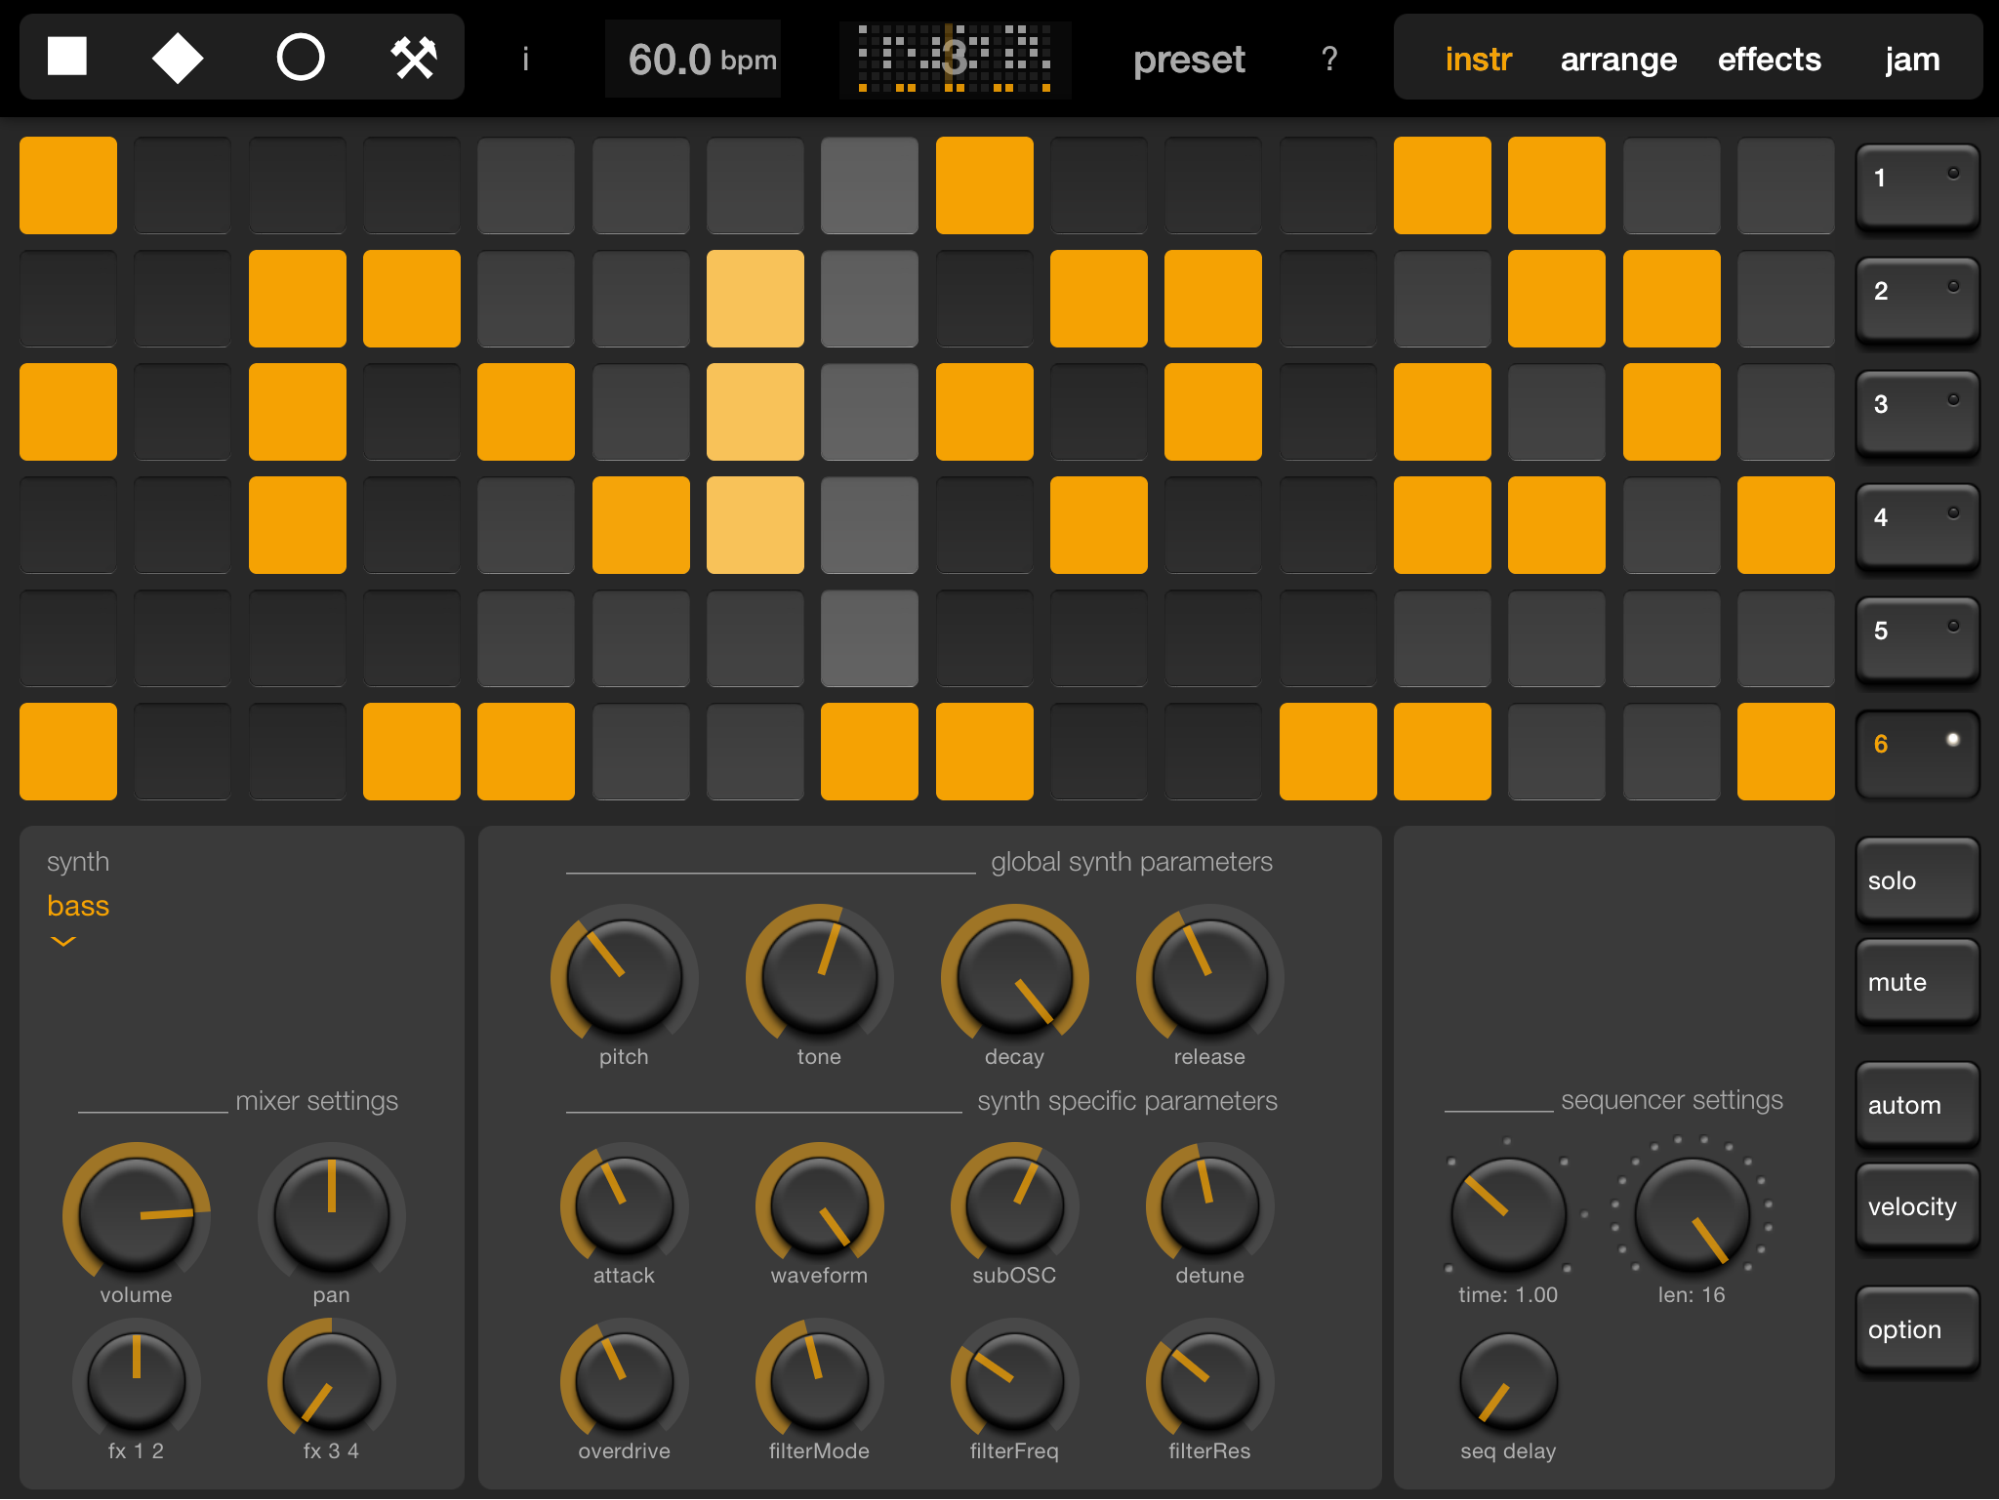 i
60.0 bpm
3
preset
?
instr
arrange
effects
jam
1
2
3
4
5
6
synth
bass
global synth parameters
pitch
tone
decay
release
mixer settings
synth specific parameters
sequencer settings
volume
pan
attack
waveform
subOSC
detune
time: 1.00
len: 16
fx 1 2
fx 3 4
overdrive
filterMode
filterFreq
filterRes
seq delay
solo
mute
autom
velocity
option